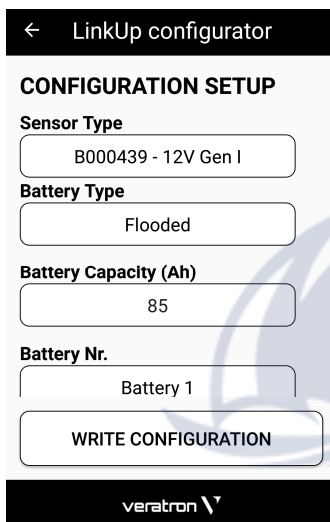 LinkUp configurator
CONFIGURATION SETUP
Sensor Type
B000439 - 12V Gen I
Battery Type
Flooded
Battery Capacity (Ah)
85
Battery Nr.
Battery 1
WRITE CONFIGURATION
veratron